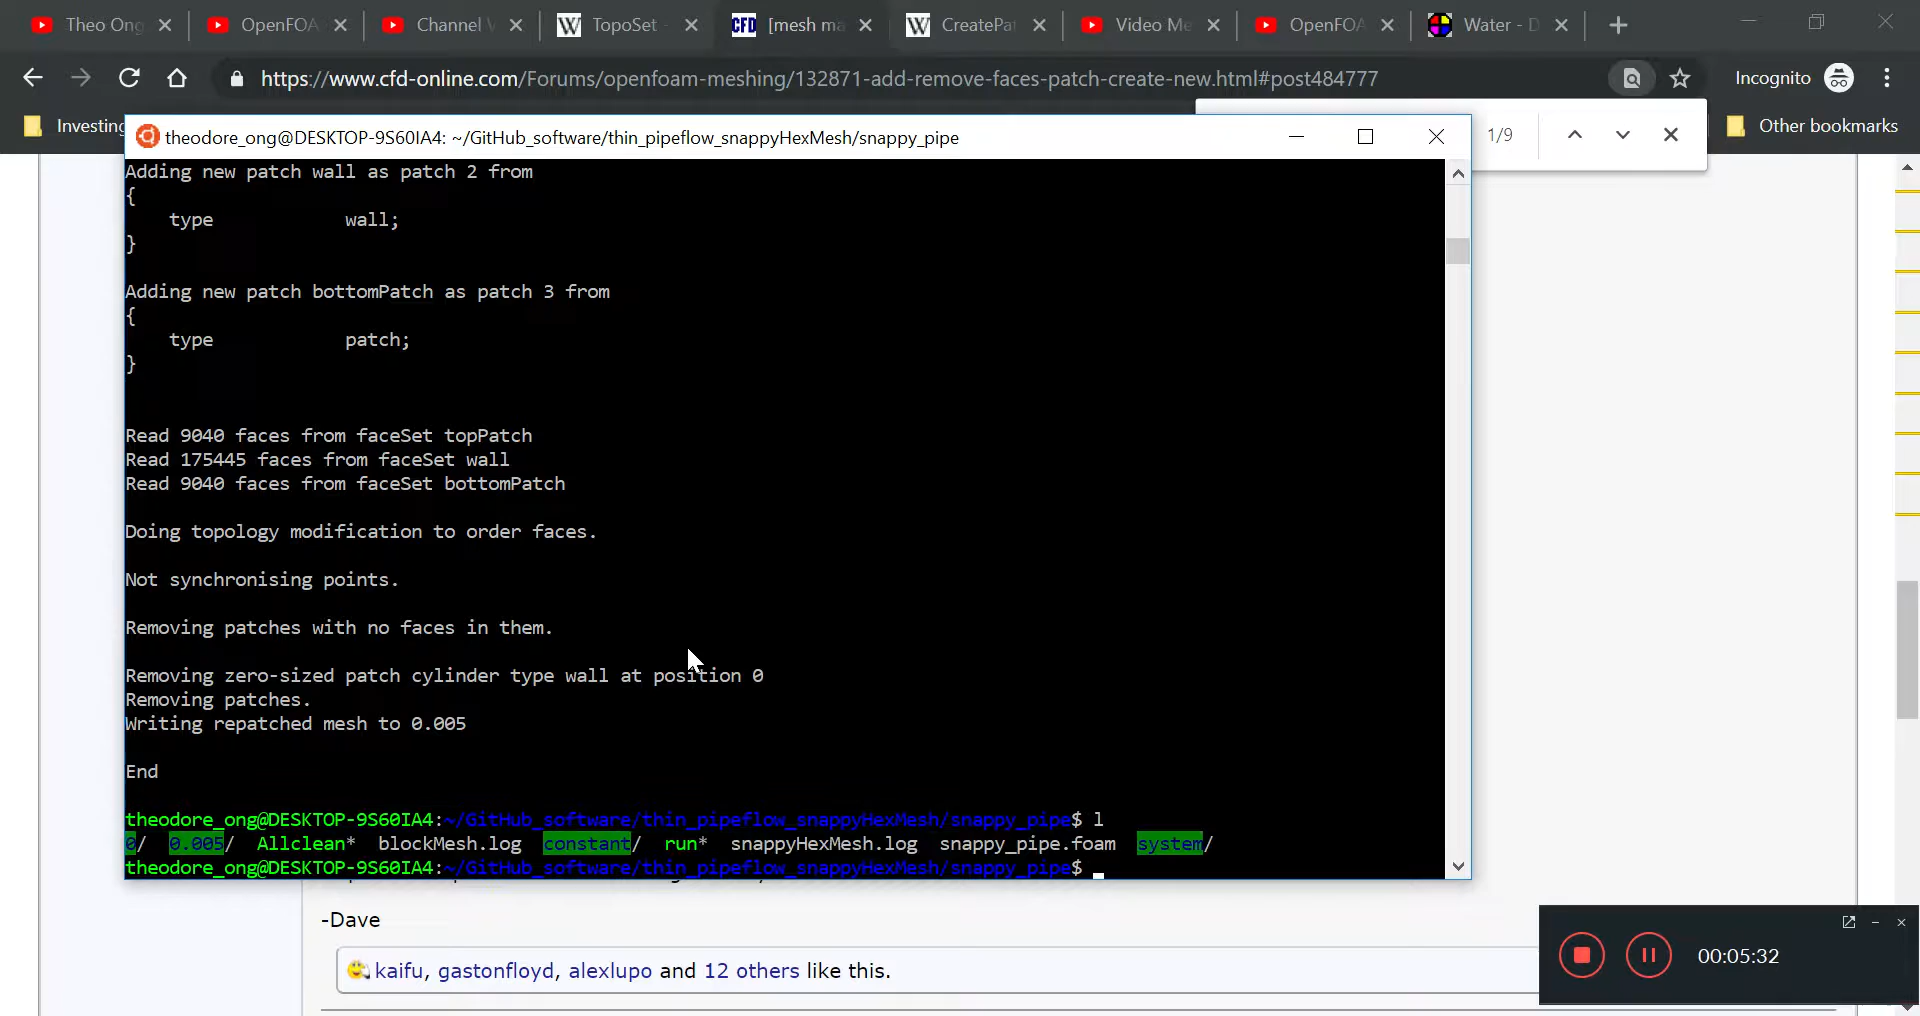 Theo Ong
OpenFOA
Channel
TopoSet -
CFD
[mesh ma
CreatePat
Video Me
OpenFOA
Water - D
https://www.cfd-online.com/Forums/openfoam-meshing/132871-add-remove-faces-patch-create-new.html#post484777
Incognito
Investing
Other bookmarks
theodore_ong@DESKTOP-9S60IA4: ~/GitHub_software/thin_pipeflow_snappyHexMesh/snappy_pipe
1/9
Adding new patch wall as patch 2 from
{
type wall;
}
Adding new patch bottomPatch as patch 3 from
{
type patch;
}
Read 9040 faces from faceSet topPatch
Read 175445 faces from faceSet wall
Read 9040 faces from faceSet bottomPatch
Doing topology modification to order faces.
Not synchronising points.
Removing patches with no faces in them.
Removing zero-sized patch cylinder type wall at position 0
Removing patches.
Writing repatched mesh to 0.005
End
theodore_ong@DESKTOP-9S60IA4:~/GitHub_software/thin_pipeflow_snappyHexMesh/snappy_pipe$ l
0/ 0.005/ Allclean* blockMesh.log constant/ run* snappyHexMesh.log snappy_pipe.foam system/
theodore_ong@DESKTOP-9S60IA4:~/GitHub_software/thin_pipeflow_snappyHexMesh/snappy_pipe$
-Dave
kaifu, gastonfloyd, alexlupo and 12 others like this.
00:05:32